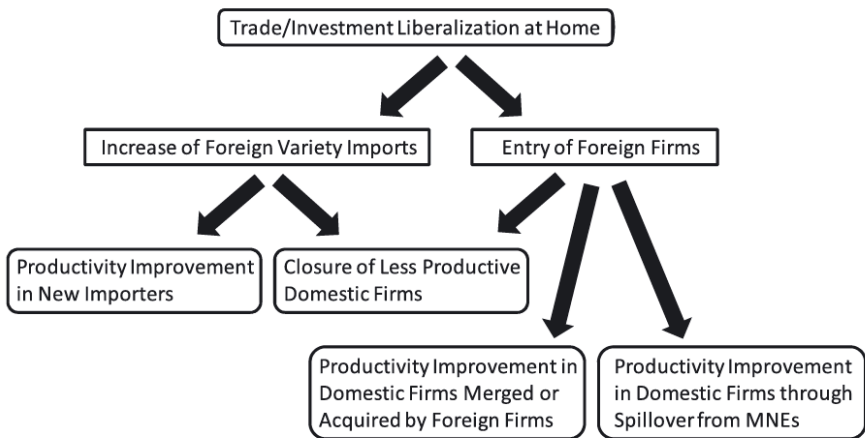 Trade/Investment Liberalization at Home
Increase of Foreign Variety Imports
Entry of Foreign Firms
Productivity Improvement
in New Importers
Closure of Less Productive
Domestic Firms
Productivity Improvement in
Domestic Firms Merged or
Acquired by Foreign Firms
Productivity Improvement
in Domestic Firms through
Spillover from MNEs